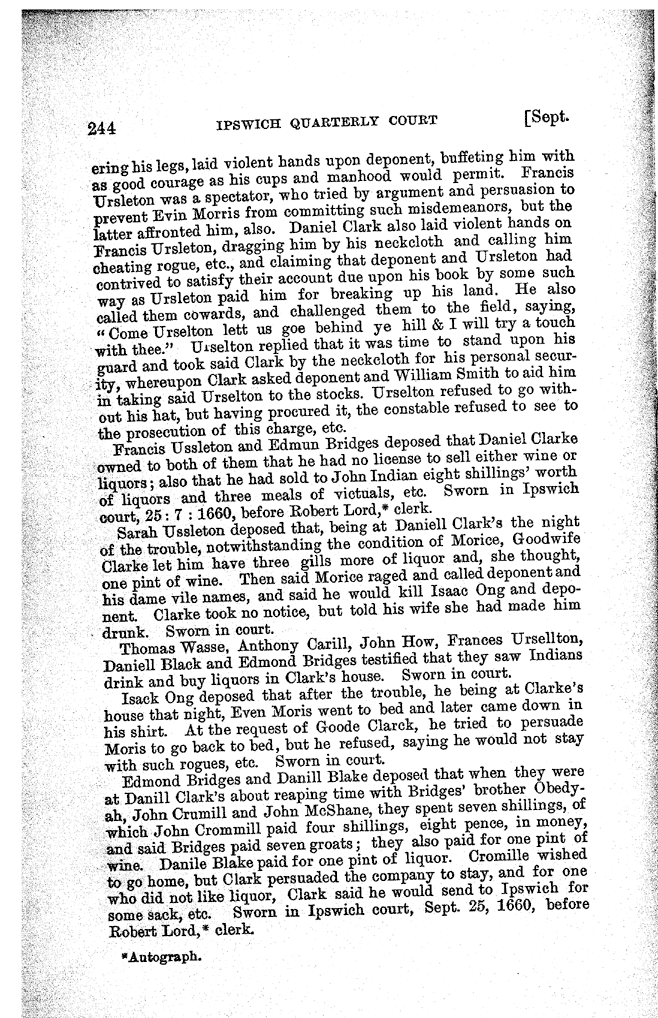 244 IPSWICH QUARTERLY COURT [Sept.
ering his legs, laid violent hands upon deponent, buffeting him with
as good courage as his cups and manhood would permit. Francis
Ursleton was a spectator, who tried by argument and persuasion to
prevent Evin Morris from committing such misdemeanors, but the
latter affronted him, also. Daniel Clark also laid violent hands on
Francis Ursleton, dragging him by his neckcloth and calling him
cheating rogue, etc., and claiming that deponent and Ursleton had
contrived to satisfy their account due upon his book by some such
way as Ursleton paid him for breaking up his land. He also
called them cowards, and challenged them to the field, saying,
" Come Urselton lett us goe behind ye hill & I will try a touch
with thee." Urselton replied that it was time to stand upon his
guard and took said Clark by the neckcloth for his personal secur-
ity, whereupon Clark asked deponent and William Smith to aid him
in taking said Urselton to the stocks. Urselton refused to go with-
out his hat, but having procured it, the constable refused to see to
the prosecution of this charge, etc.
Francis Ussleton and Edmun Bridges deposed that Daniel Clarke
owned to both of them that he had no license to sell either wine or
liquors; also that he had sold to John Indian eight shillings' worth
of liquors and three meals of victuals, etc. Sworn in Ipswich
court, 25 : 7 : 1660, before Robert Lord,* clerk.
Sarah Ussleton deposed that, being at Daniell Clark's the night
of the trouble, notwithstanding the condition of Morice, Goodwife
Clarke let him have three gills more of liquor and, she thought,
one pint of wine. Then said Morice raged and called deponent and
his dame vile names, and said he would kill Isaac Ong and depo-
nent. Clarke took no notice, but told his wife she had made him
drunk. Sworn in court.
Thomas Wasse, Anthony Carill, John How, Frances Ursellton,
Daniell Black and Edmond Bridges testified that they saw Indians
drink and buy liquors in Clark's house. Sworn in court.
Isack Ong deposed that after the trouble, he being at Clarke's
house that night, Even Moris went to bed and later came down in
his shirt. At the request of Goode Clarck, he tried to persuade
Moris to go back to bed, but he refused, saying he would not stay
with such rogues, etc. Sworn in court.
Edmond Bridges and Danill Blake deposed that when they were
at Danill Clark's about reaping time with Bridges' brother Obedy-
ah, John Crumill and John McShane, they spent seven shillings, of
which John Crommill paid four shillings, eight pence, in money,
and said Bridges paid seven groats; they also paid for one pint of
wine. Danile Blake paid for one pint of liquor. Cromille wished
to go home, but Clark persuaded the company to stay, and for one
who did not like liquor, Clark said he would send to Ipswich for
some sack, etc. Sworn in Ipswich court, Sept. 25, 1660, before
Robert Lord,* clerk.
*Autograph.